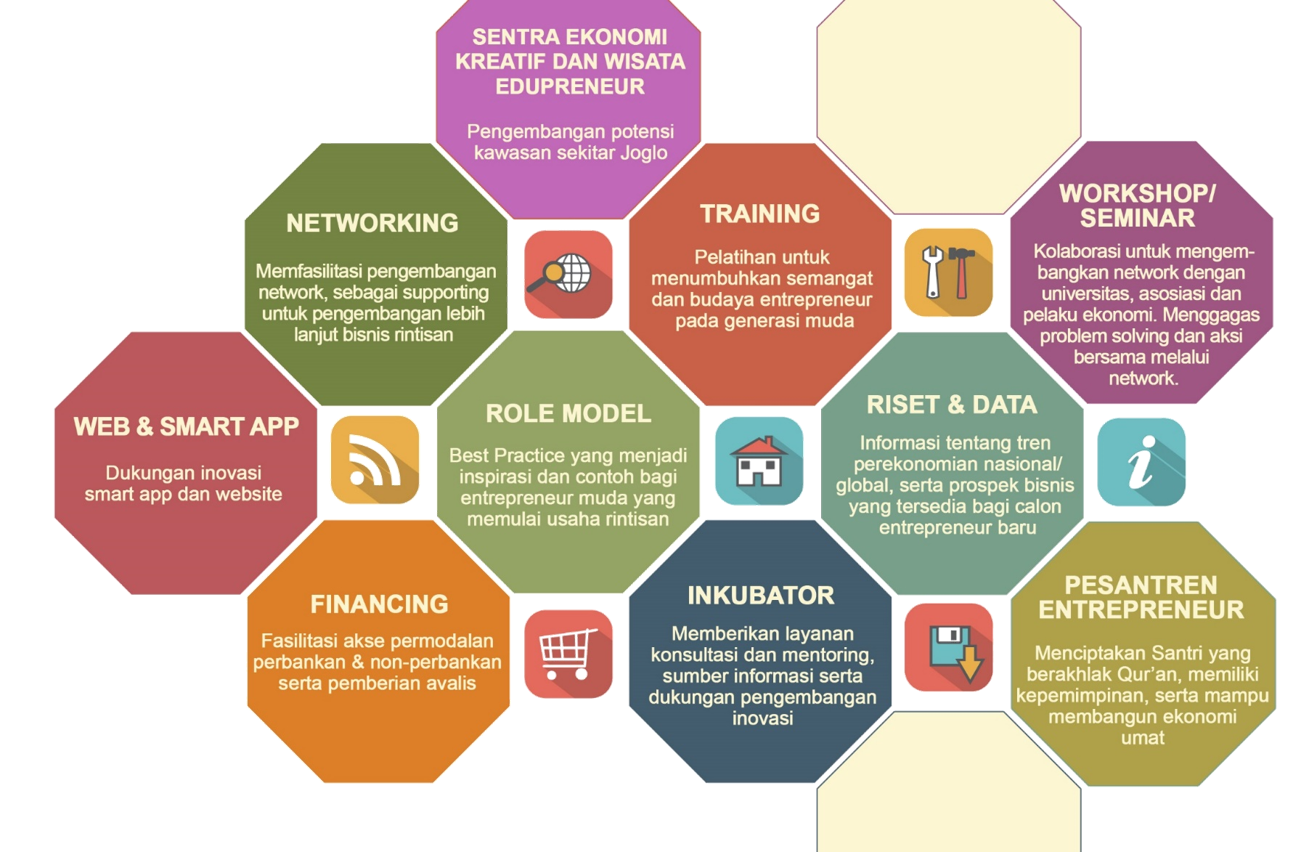 SENTRA EKONOMI
KREATIF DAN WISATA
EDUPRENEUR
Pengembangan potensi
kawasan sekitar Joglo
NETWORKING
Memfasilitasi pengembangan
network, sebagai supporting
untuk pengembangan lebih
lanjut bisnis rintisan
TRAINING
Pelatihan untuk
menumbuhkan semangat
dan budaya entrepreneur
pada generasi muda
WORKSHOP/
SEMINAR
Kolaborasi untuk mengem-
bangkan network dengan
universitas, asosiasi dan
pelaku ekonomi. Menggagas
problem solving dan aksi
bersama melalui
network.
WEB & SMART APP
Dukungan inovasi
smart app dan website
ROLE MODEL
Best Practice yang menjadi
inspirasi dan contoh bagi
entrepreneur muda yang
memulai usaha rintisan
RISET & DATA
Informasi tentang tren
perekonomian nasional/
global, serta prospek bisnis
yang tersedia bagi calon
entrepreneur baru
i
FINANCING
Fasilitasi akse permodalan
perbankan & non-perbankan
serta pemberian avalis
INKUBATOR
Memberikan layanan
konsultasi dan mentoring,
sumber informasi serta
dukungan pengembangan
inovasi
PESANTREN
ENTREPRENEUR
Menciptakan Santri yang
berakhlak Qur’an, memiliki
kepemimpinan, serta mampu
membangun ekonomi
umat